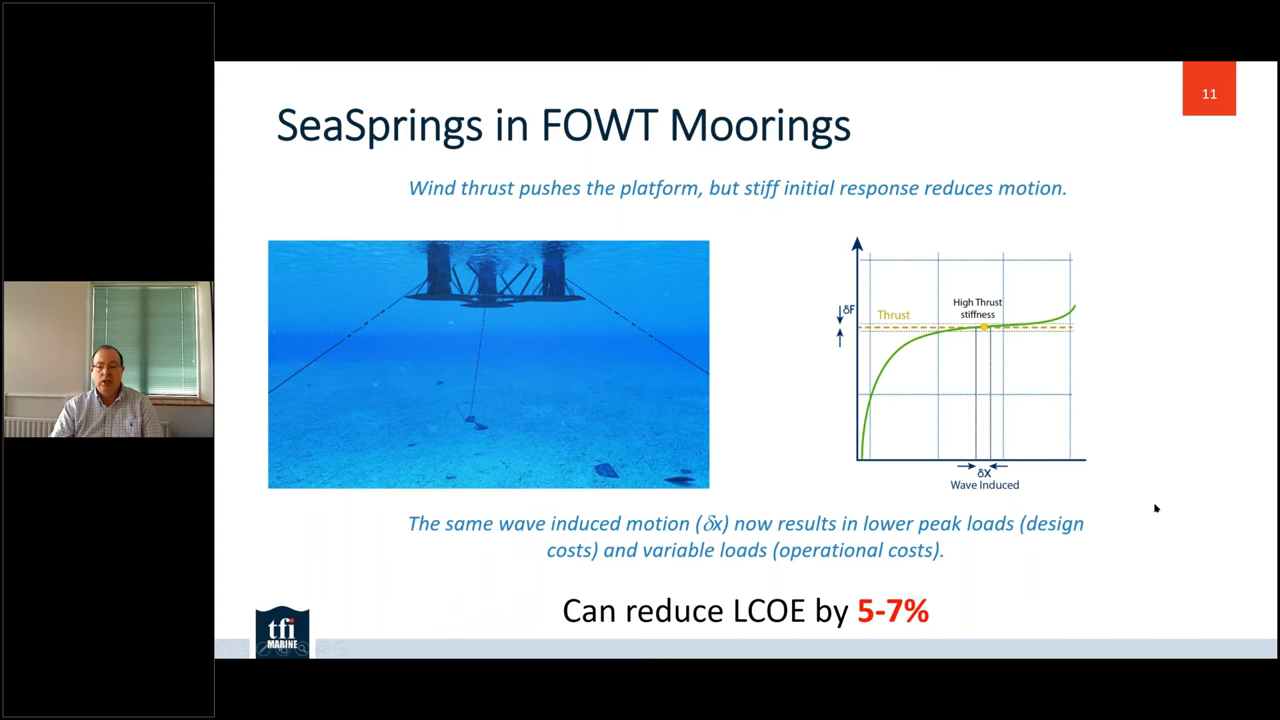 11
SeaSprings in FOWT Moorings
Wind thrust pushes the platform, but stiff initial response reduces motion.
δF
Thrust
High Thrust
stiffness
δX
Wave Induced
The same wave induced motion (δx) now results in lower peak loads (design
costs) and variable loads (operational costs).
Can reduce LCOE by 5-7%
tfi
MARINE